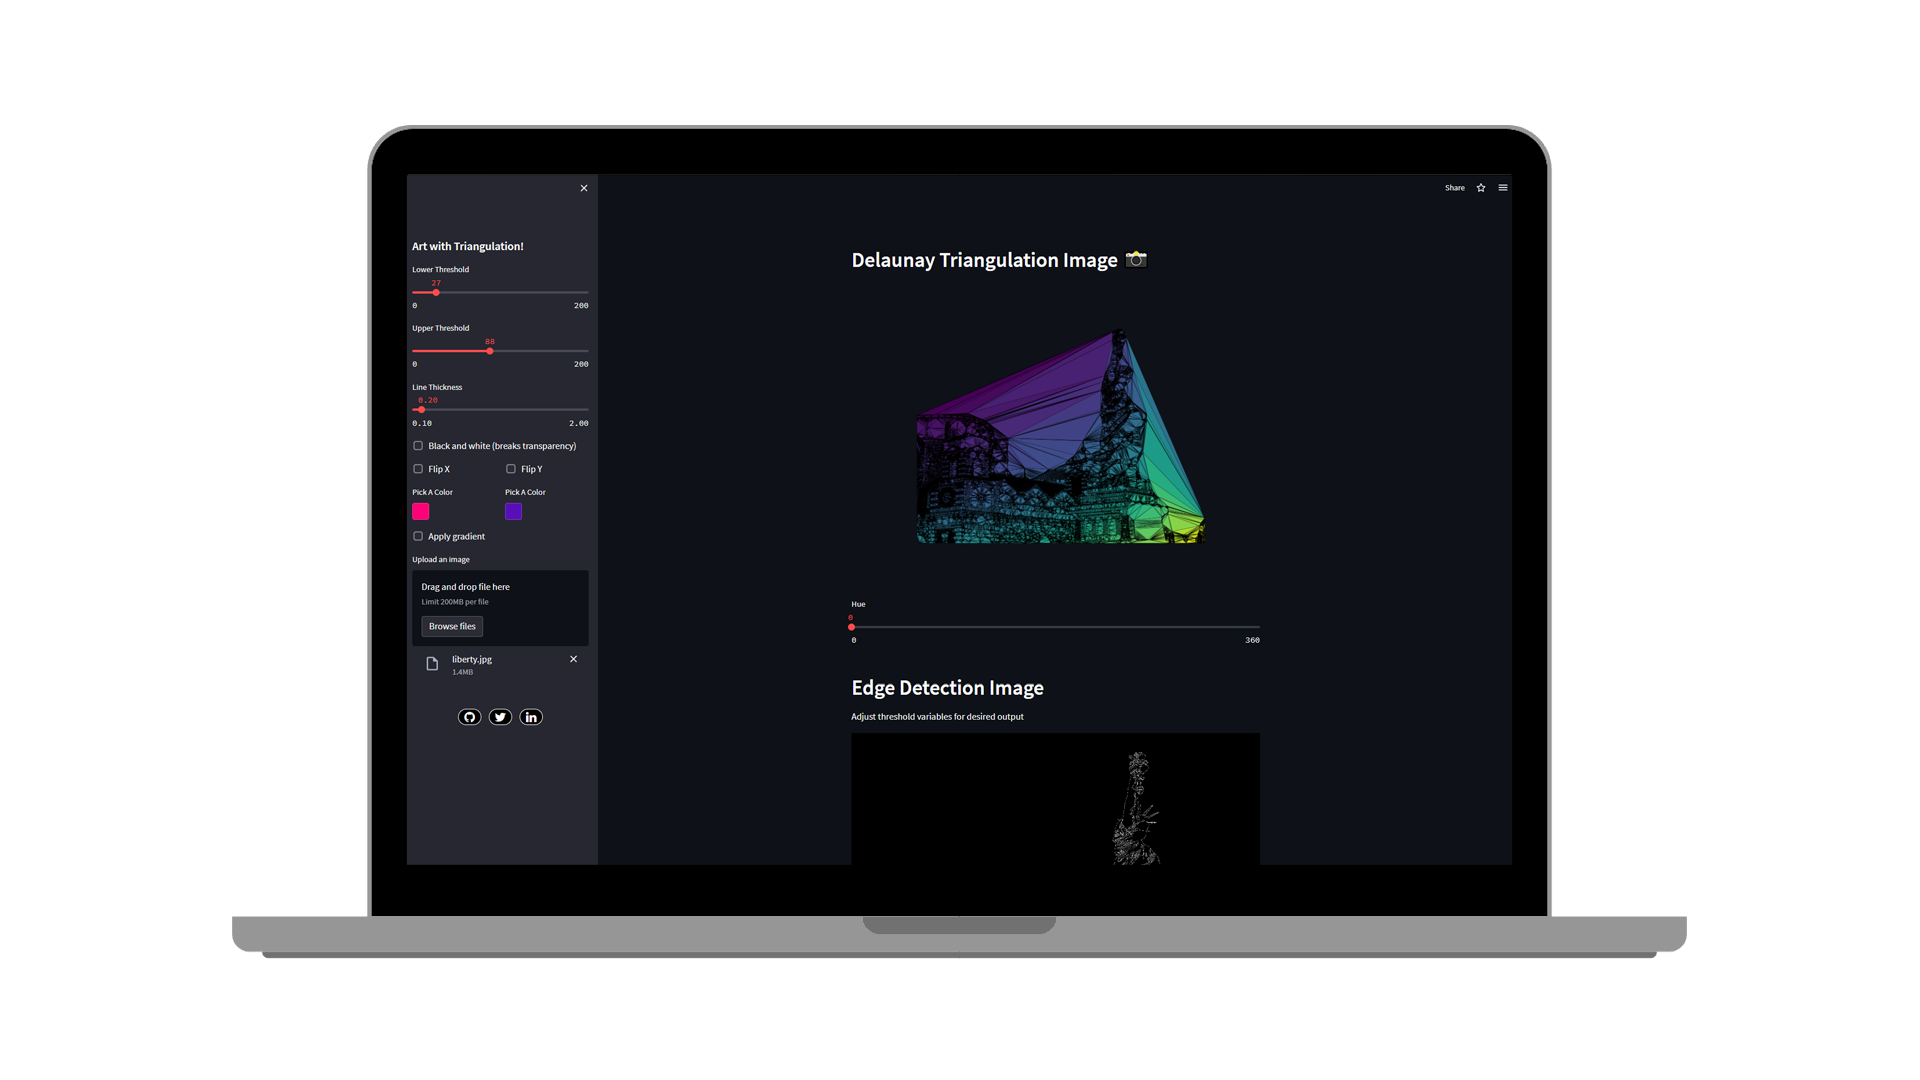 Share
Art with Triangulation!
Lower Threshold
27
0 200
Upper Threshold
88
0 200
Line Thickness
0.20
0.10 2.00
Black and white (breaks transparency)
Flip X Flip Y
Pick A Color Pick A Color
Apply gradient
Upload an image
Drag and drop file here
Limit 200MB per file
Browse files
liberty.jpg
1.4MB
in
Delaunay Triangulation Image
Hue
0
0 360
Edge Detection Image
Adjust threshold variables for desired output